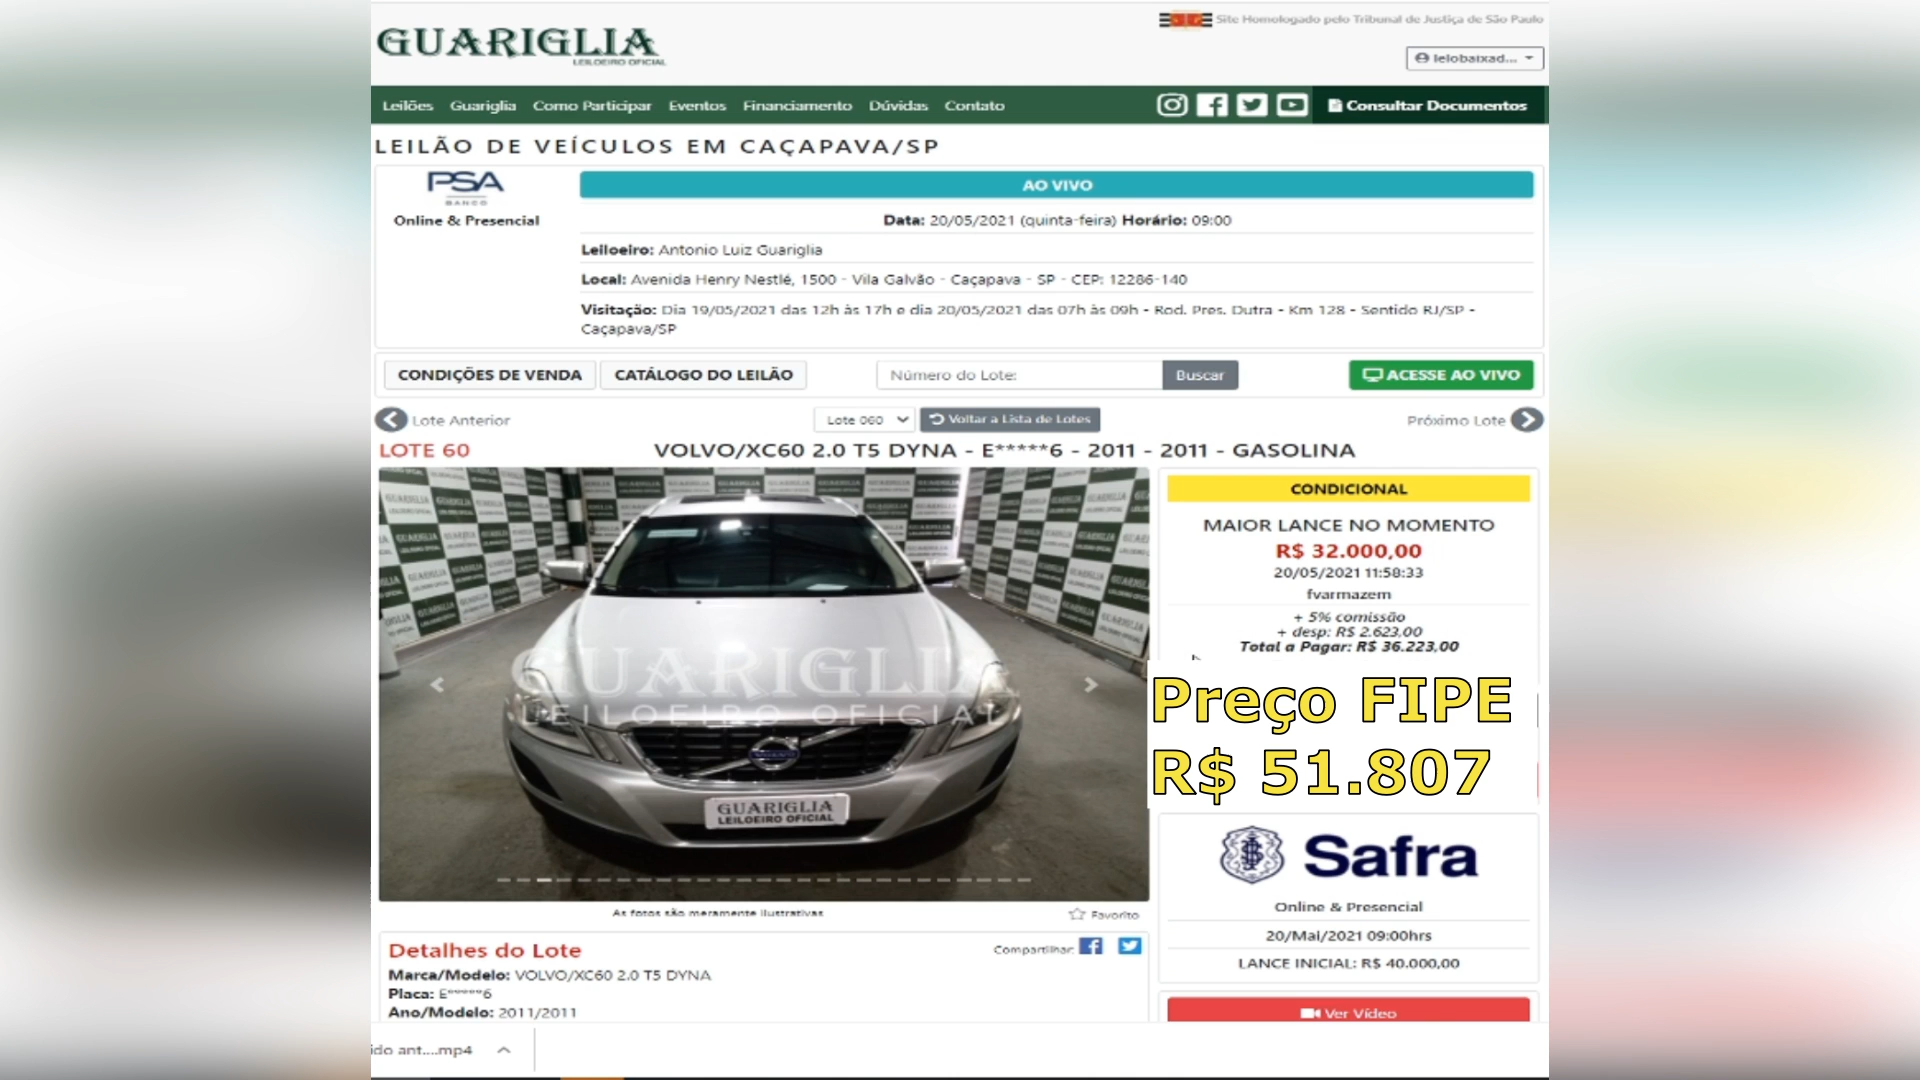 GUARIGLIA
LEILOEIRO OFICIAL
Site Homologado pelo Tribunal de Justiça de São Paulo
lelobaixad...
Leilões Guariglia Como Participar Eventos Financiamento Dúvidas Contato
Consultar Documentos
LEILÃO DE VEÍCULOS EM CAÇAPAVA/SP
PSA
BANCO
Online & Presencial
AO VIVO
Data: 20/05/2021 (quinta-feira) Horário: 09:00
Leiloeiro: Antonio Luiz Guariglia
Local: Avenida Henry Nestlé, 1500 - Vila Galvão - Caçapava - SP - CEP: 12286-140
Visitação: Dia 19/05/2021 das 12h às 17h e dia 20/05/2021 das 07h às 09h - Rod. Pres. Dutra - Km 128 - Sentido RJ/SP -
Caçapava/SP
CONDIÇÕES DE VENDA CATÁLOGO DO LEILÃO Número do Lote: Buscar ACESSE AO VIVO
Lote Anterior Lote 060 Voltar a Lista de Lotes Próximo Lote
LOTE 60 VOLVO/XC60 2.0 T5 DYNA - E*****6 - 2011 - 2011 - GASOLINA
GUARIGLIA
LEILOEIRO OFICIAL
VOLVO
GUARIGLIA
LEILOEIRO OFICIAL
As fotos são meramente ilustrativas
Favorito
CONDICIONAL
MAIOR LANCE NO MOMENTO
R$ 32.000,00
20/05/2021 11:58:33
fvarmazem
+ 5% comissão
+ desp: R$ 2.623,00
Total a Pagar: R$ 36.223,00
Preço FIPE
R$ 51.807
Safra
Online & Presencial
20/Mai/2021 09:00hrs
LANCE INICIAL: R$ 40.000,00
Ver Vídeo
Detalhes do Lote
Compartilhar:
Marca/Modelo: VOLVO/XC60 2.0 T5 DYNA
Placa: E*****6
Ano/Modelo: 2011/2011
ido ant....mp4